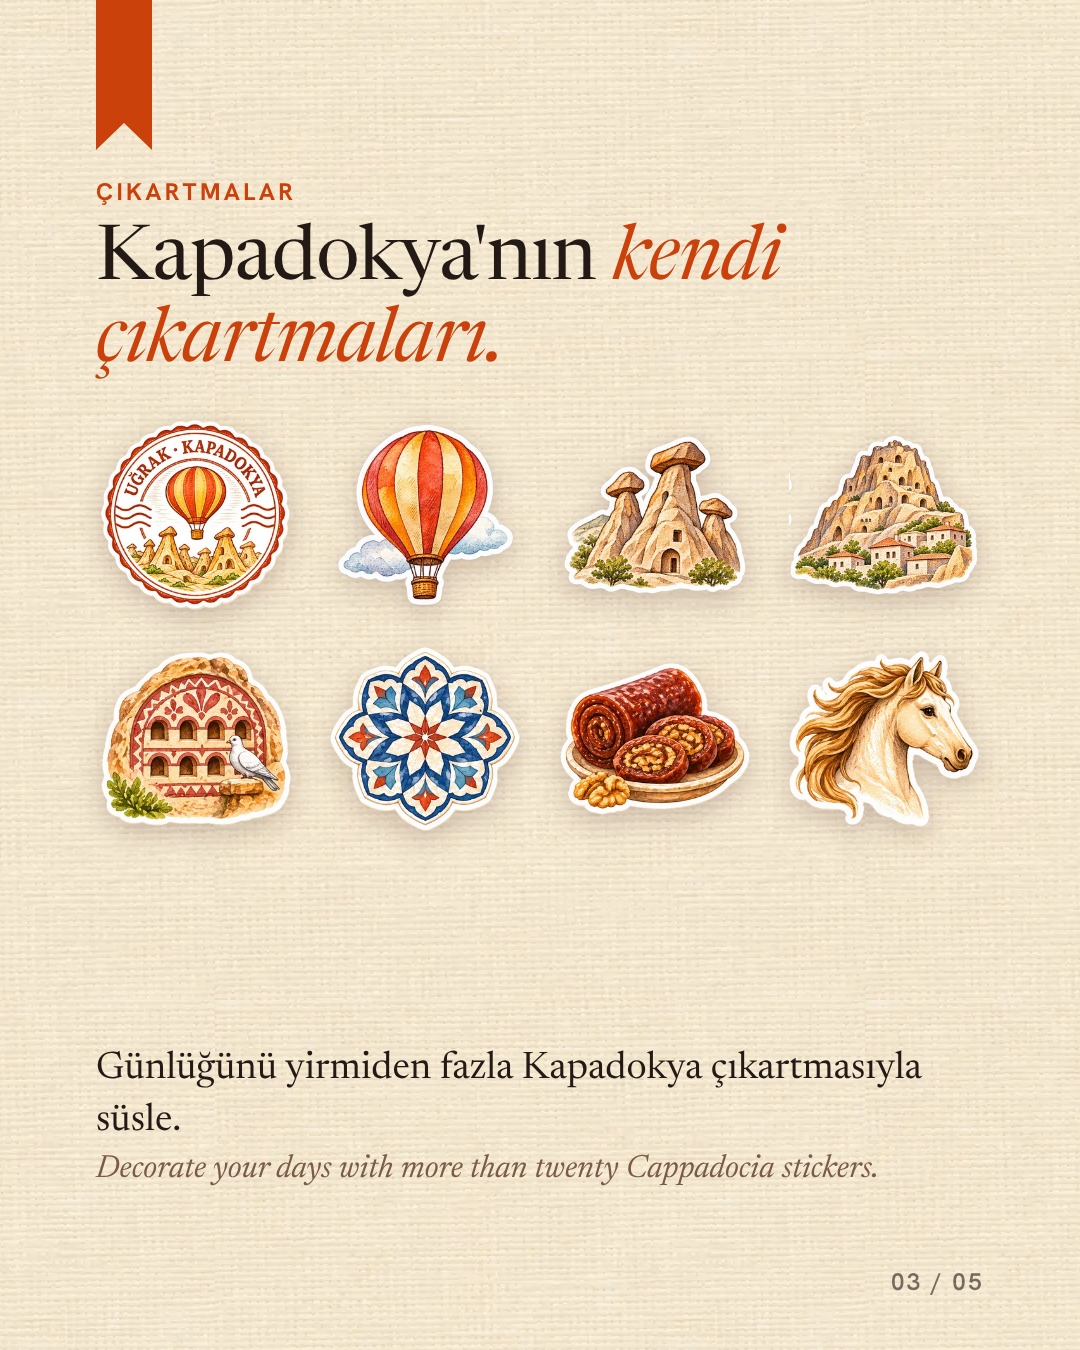 ÇIKARTMALAR
Kapadokya'nın kendi
çıkartmaları.
UĞRAK · KAPADOKYA
Günlüğünü yirmiden fazla Kapadokya çıkartmasıyla
süsle.
Decorate your days with more than twenty Cappadocia stickers.
03 / 05